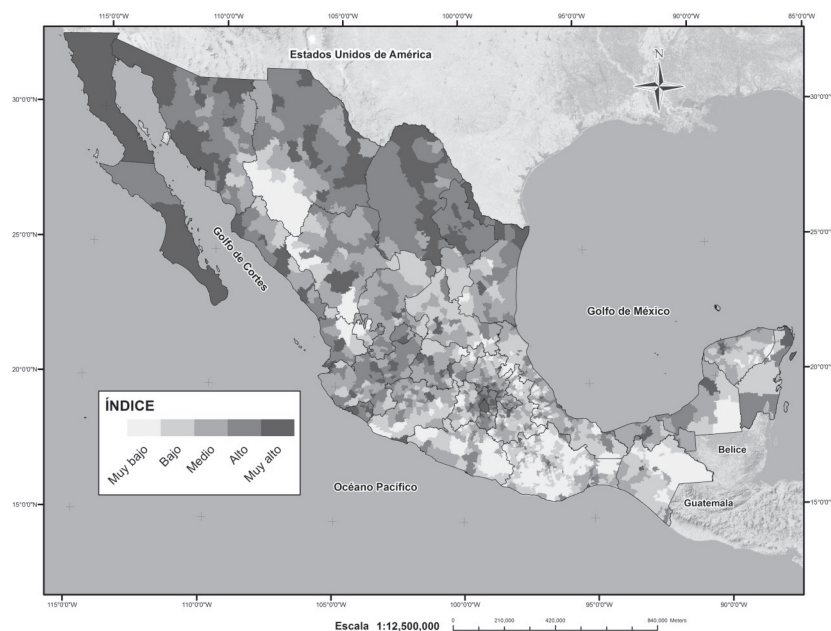 115°0'0"W 110°0'0"W 105°0'0"W 100°0'0"W 95°0'0"W 90°0'0"W 85°0'0"W
Estados Unidos de América
N
30°0'0"N 30°0'0"N
25°0'0"N 25°0'0"N
Golfo de Cortes
Golfo de México
20°0'0"N 20°0'0"N
ÍNDICE
Muy bajo Bajo Medio Alto Muy alto
Belice
Guatemala
Océano Pacífico
15°0'0"N 15°0'0"N
115°0'0"W 110°0'0"W 105°0'0"W 100°0'0"W 95°0'0"W 90°0'0"W
Escala 1:12,500,000
0 210,000 420,000 840,000 Meters